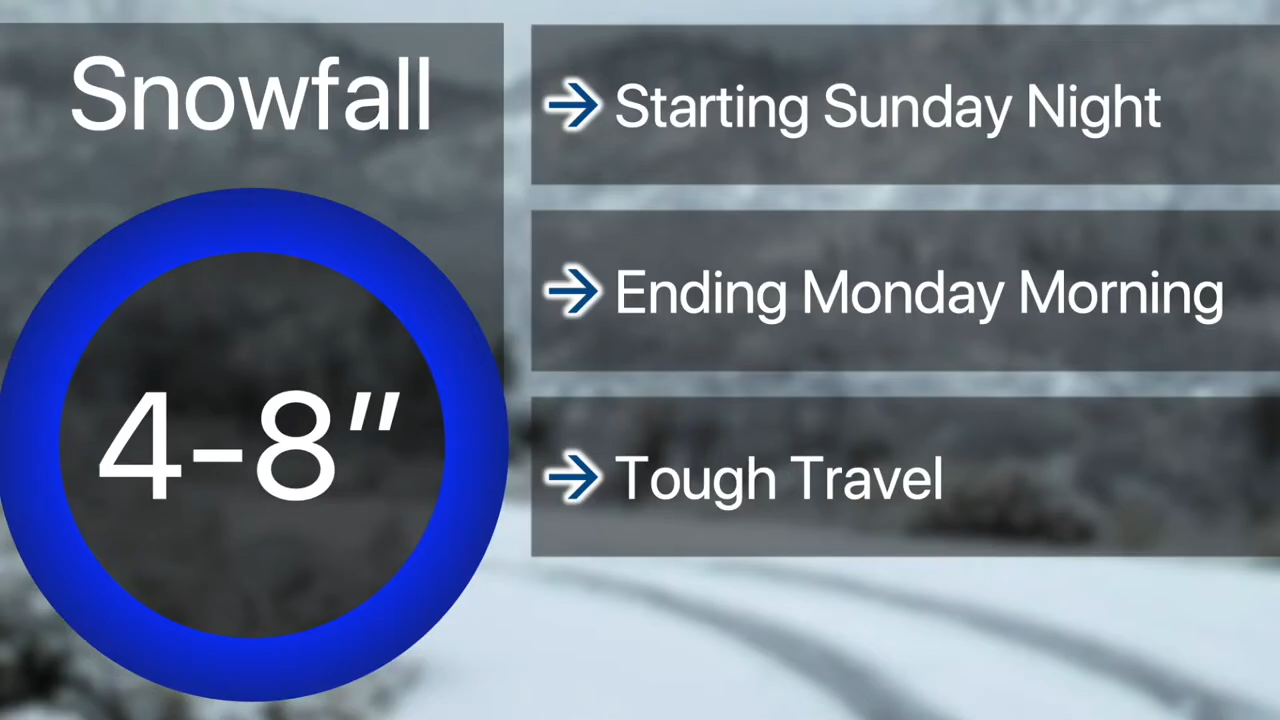 Snowfall
4-8"
→ Starting Sunday Night
→ Ending Monday Morning
→ Tough Travel